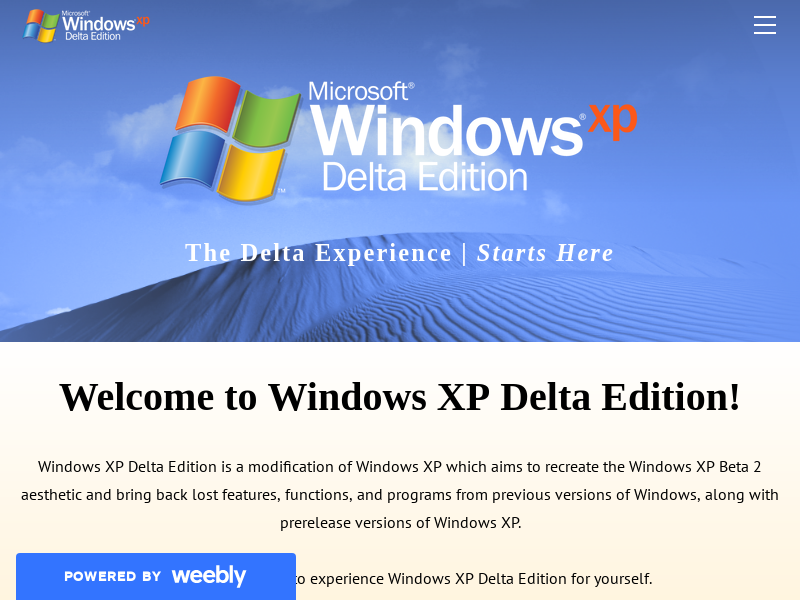 Microsoft®
Windows xp
Delta Edition
Microsoft®
Windows® xp
Delta Edition
™
The Delta Experience | Starts Here
Welcome to Windows XP Delta Edition!
Windows XP Delta Edition is a modification of Windows XP which aims to recreate the Windows XP Beta 2
aesthetic and bring back lost features, functions, and programs from previous versions of Windows, along with
prerelease versions of Windows XP.
to experience Windows XP Delta Edition for yourself.
POWERED BY weebly